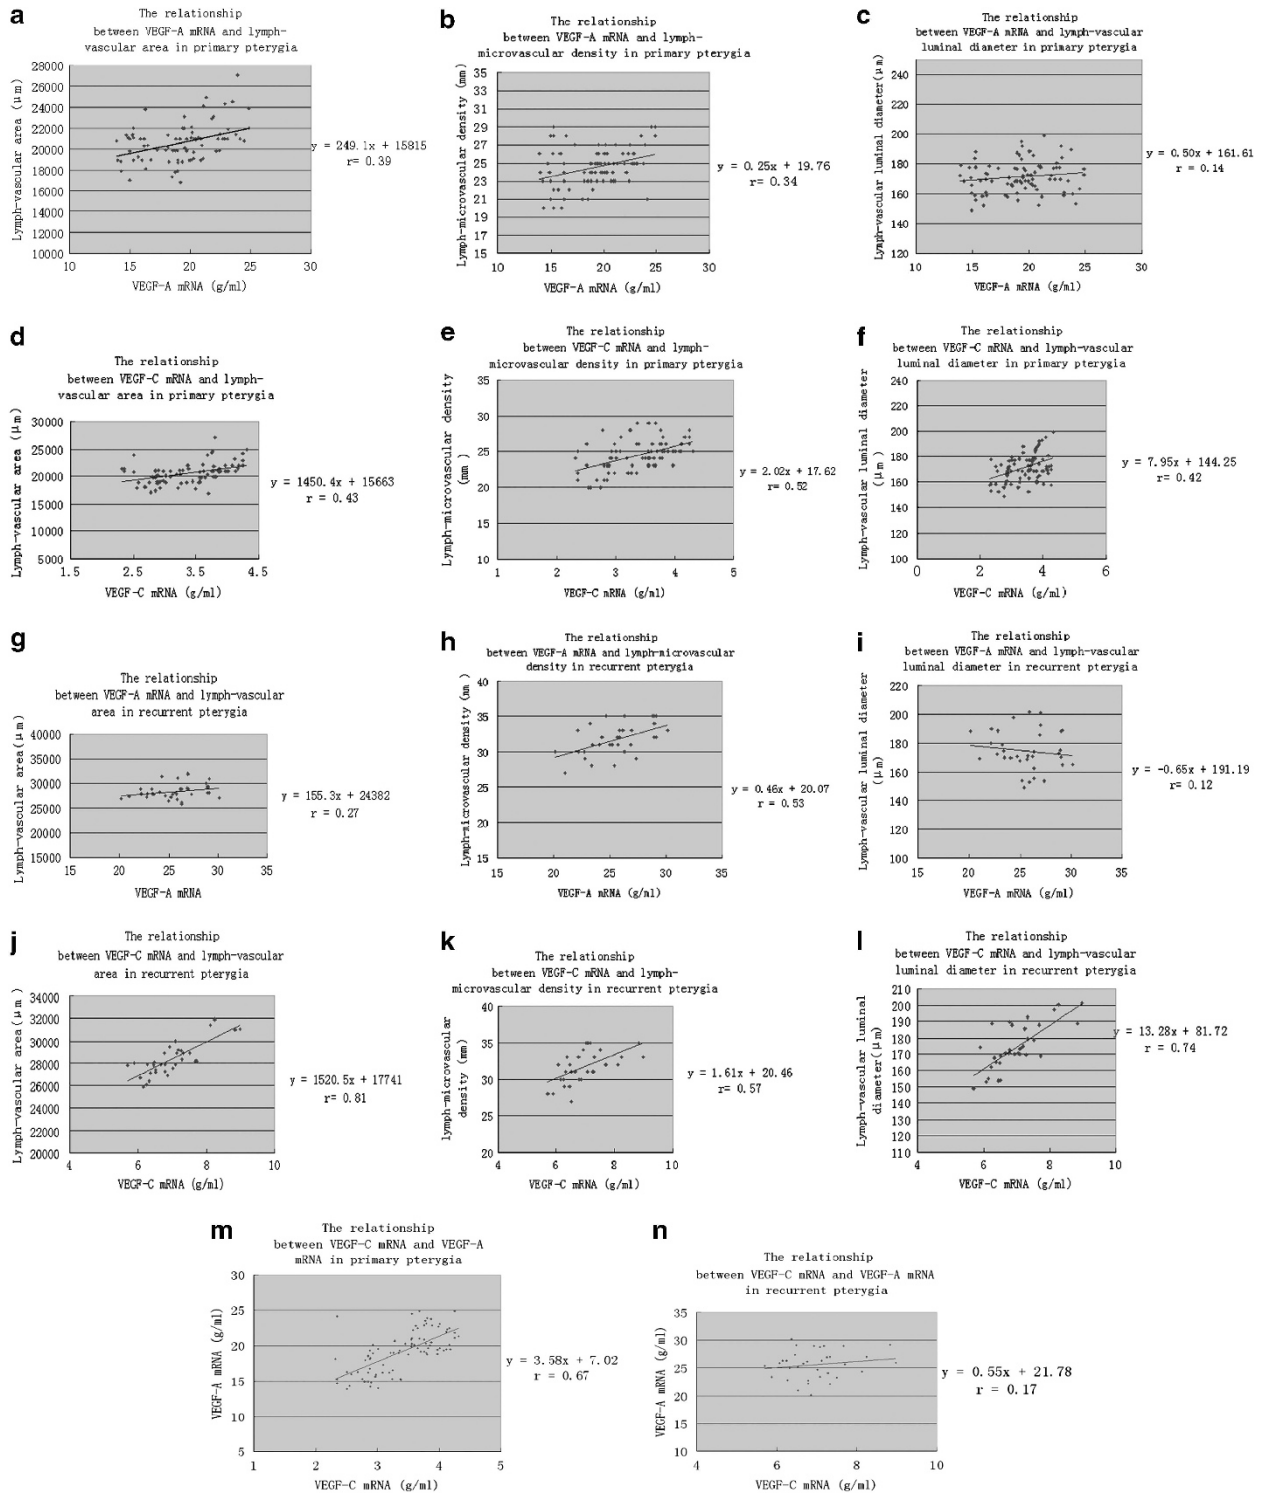 a
The relationship
between VEGF-A mRNA and lymph-
vascular area in primary pterygia
Lymph-vascular area (μm)
28000
26000
24000
22000
20000
18000
16000
14000
12000
10000
10 15 20 25 30
VEGF-A mRNA (g/ml)
y = 249.1x + 15815
r= 0.39
b
The relationship
between VEGF-A mRNA and lymph-
microvascular density in primary pterygia
Lymph-microvascular density (mm)
35
33
31
29
27
25
23
21
19
17
15
10 15 20 25 30
VEGF-A mRNA (g/ml)
y = 0.25x + 19.76
r= 0.34
c
The relationship
between VEGF-A mRNA and lymph-vascular
luminal diameter in primary pterygia
Lymph-vascular luminal diameter(μm)
240
220
200
180
160
140
120
10 15 20 25 30
VEGF-A mRNA (g/ml)
y = 0.50x + 161.61
r = 0.14
d
The relationship
between VEGF-C mRNA and lymph-
vascular area in primary pterygia
Lymph-vascular area (μm)
30000
25000
20000
15000
10000
5000
1.5 2.5 3.5 4.5
VEGF-C mRNA (g/ml)
y = 1450.4x + 15663
r = 0.43
e
The relationship
between VEGF-C mRNA and lymph-
microvascular density in primary pterygia
Lymph-microvascular density
(mm )
35
30
25
20
15
10
1 2 3 4 5
VEGF-C mRNA (g/ml)
y = 2.02x + 17.62
r= 0.52
f
The relationship
between VEGF-C mRNA and lymph-vascular
luminal diameter in primary pterygia
Lymph-vascular luminal diameter
(μm )
240
220
200
180
160
140
120
100
0 2 4 6
VEGF-C mRNA (g/ml)
y = 7.95x + 144.25
r= 0.42
g
The relationship
between VEGF-A mRNA and lymph-vascular
area in recurrent pterygia
Lymph-vascular area(μm)
40000
35000
30000
25000
20000
15000
15 20 25 30 35
VEGF-A mRNA
y = 155.3x + 24382
r = 0.27
h
The relationship
between VEGF-A mRNA and lymph-microvascular
density in recurrent pterygia
Lymph-microvascular density(mm )
40
35
30
25
20
15
15 20 25 30 35
VEGF-A mRNA (g/ml)
y = 0.46x + 20.07
r = 0.53
i
The relationship
between VEGF-A mRNA and lymph-vascular
luminal diameter in recurrent pterygia
Lymph-vascular luminal diameter
(μm)
220
200
180
160
140
120
100
15 20 25 30 35
VEGF-A mRNA (g/ml)
y = -0.65x + 191.19
r= 0.12
j
The relationship
between VEGF-C mRNA and lymph-vascular
area in recurrent pterygia
Lymph-vascular area(μm)
34000
32000
30000
28000
26000
24000
22000
20000
4 6 8 10
VEGF-C mRNA (g/ml)
y = 1520.5x + 17741
r= 0.81
k
The relationship
between VEGF-C mRNA and lymph-
microvascular density in recurrent pterygia
lymph-microvascular
density (mm)
40
35
30
25
20
4 6 8 10
VEGF-C mRNA (g/ml)
y = 1.61x + 20.46
r= 0.57
l
The relationship
between VEGF-C mRNA and lymph-vascular
luminal diameter in recurrent pterygia
Lymph-vascular luminal
diameter(μm)
210
200
190
180
170
160
150
140
130
120
110
4 6 8 10
VEGF-C mRNA (g/ml)
y = 13.28x + 81.72
r = 0.74
m
The relationship
between VEGF-C mRNA and VEGF-A
mRNA in primary pterygia
VEGF-A mRNA (g/ml)
30
25
20
15
10
5
1 2 3 4 5
VEGF-C mRNA (g/ml)
y = 3.58x + 7.02
r = 0.67
n
The relationship
between VEGF-C mRNA and VEGF-A mRNA
in recurrent pterygia
VEGF-A mRNA (g/ml)
35
30
25
20
15
10
4 6 8 10
VEGF-C mRNA (g/ml)
y = 0.55x + 21.78
r = 0.17